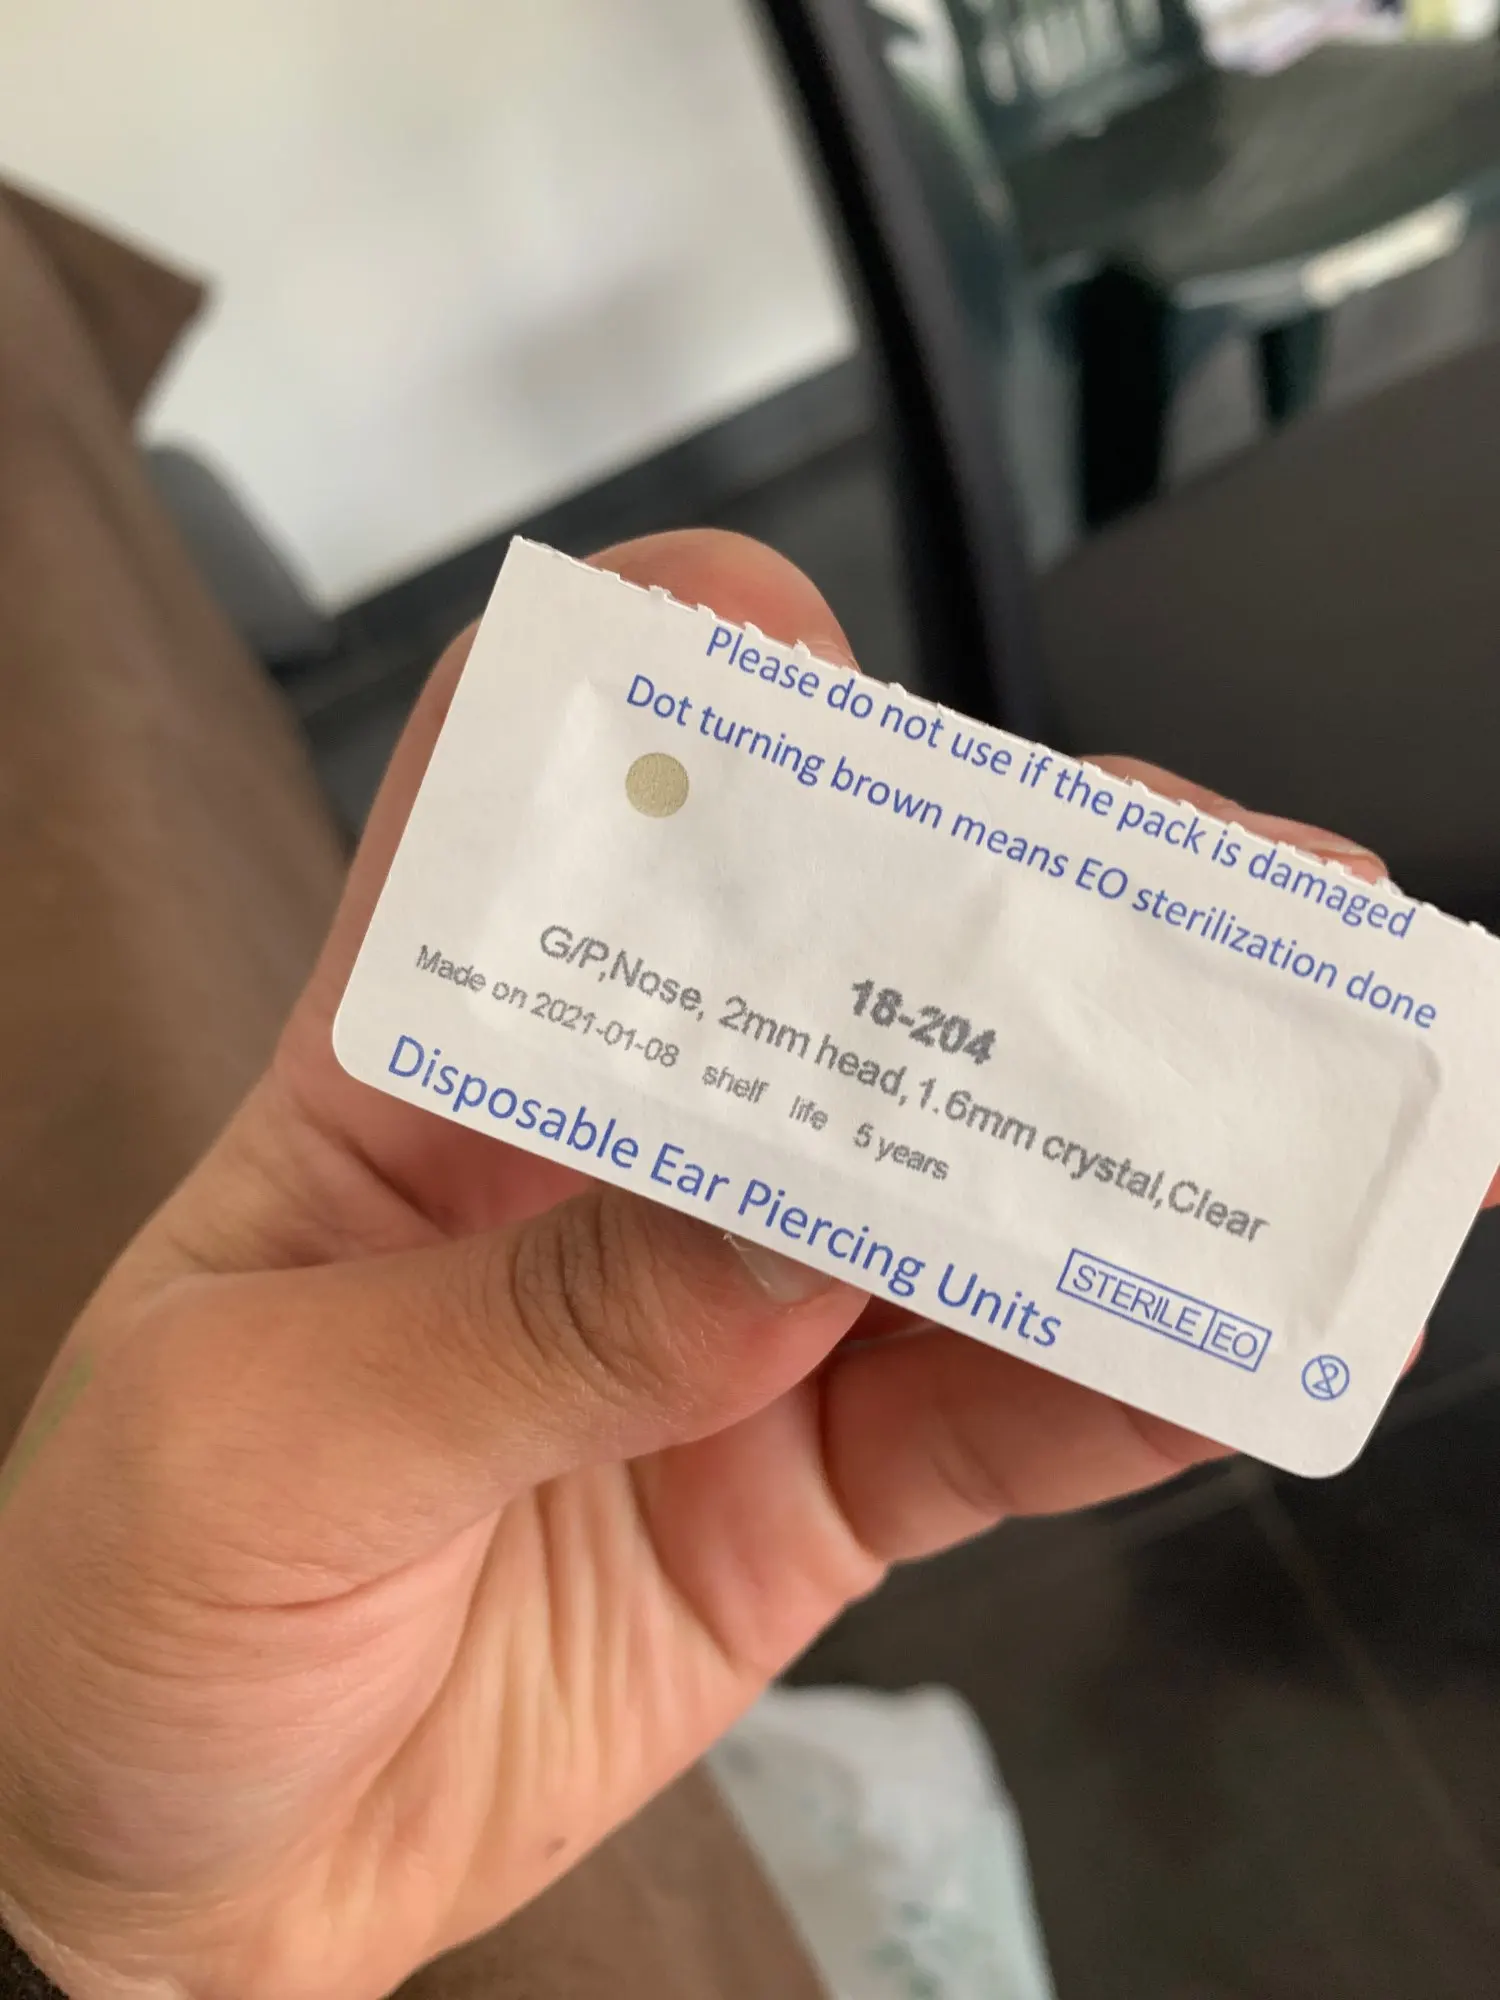 Please do not use if the pack is damaged
Dot turning brown means EO sterilization done
18-204
G/P,Nose, 2mm head,1.6mm crystal,Clear
Made on 2021-01-08 shelf life 5 years
Disposable Ear Piercing Units
STERILE EO
2